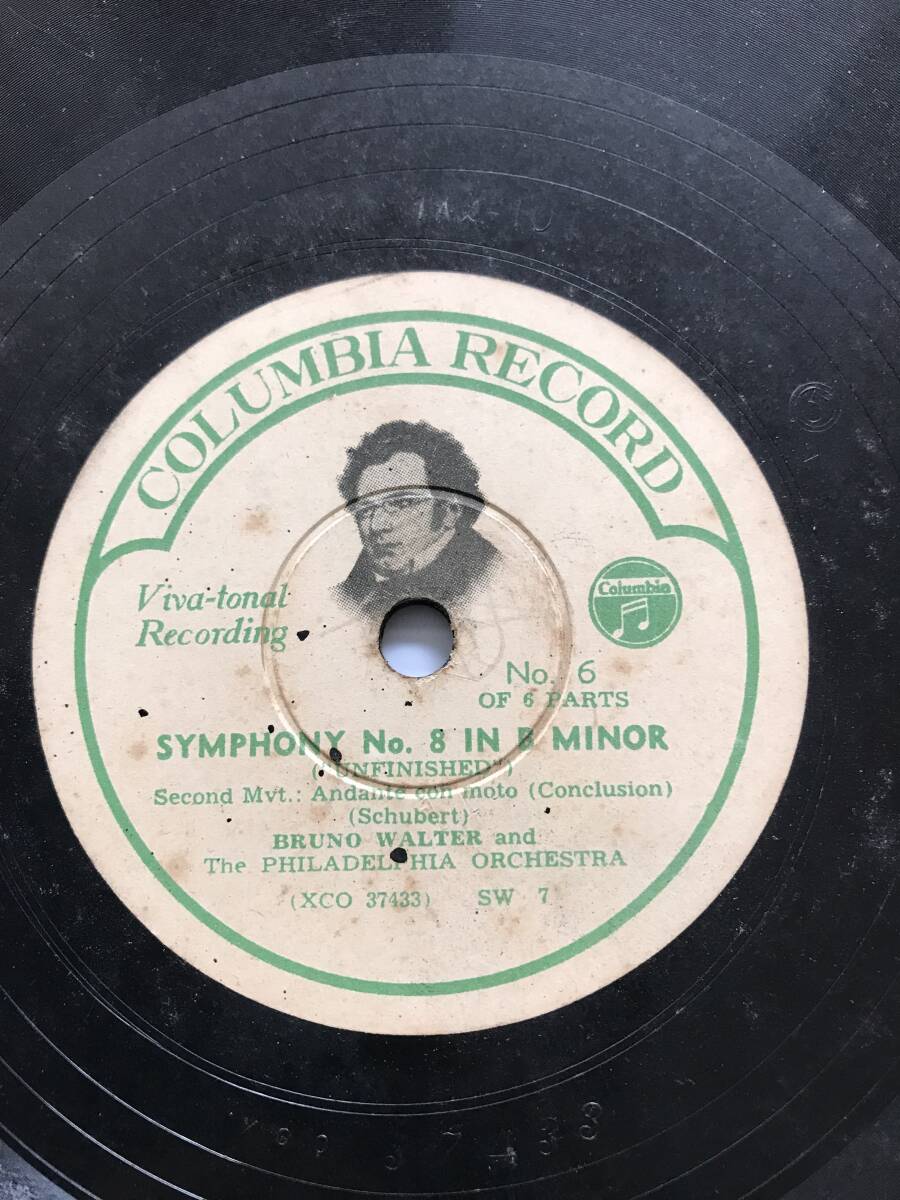 COLUMBIA RECORD
Viva-tonal
Recording
Columbia
No. 6
OF 6 PARTS
SYMPHONY No. 8 IN B MINOR
("UNFINISHED")
Second Mvt.: Andante con moto (Conclusion)
(Schubert)
BRUNO WALTER and
The PHILADELPHIA ORCHESTRA
(XCO 37433) SW 7